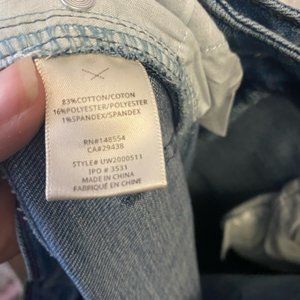 83%COTTON/COTON
16%POLYESTER/POLYESTER
1%SPANDEX/SPANDEX
RN#148554
CA#29438
STYLE# UW2000511
IPO # 3531
MADE IN CHINA
FABRIQUÉ EN CHINE